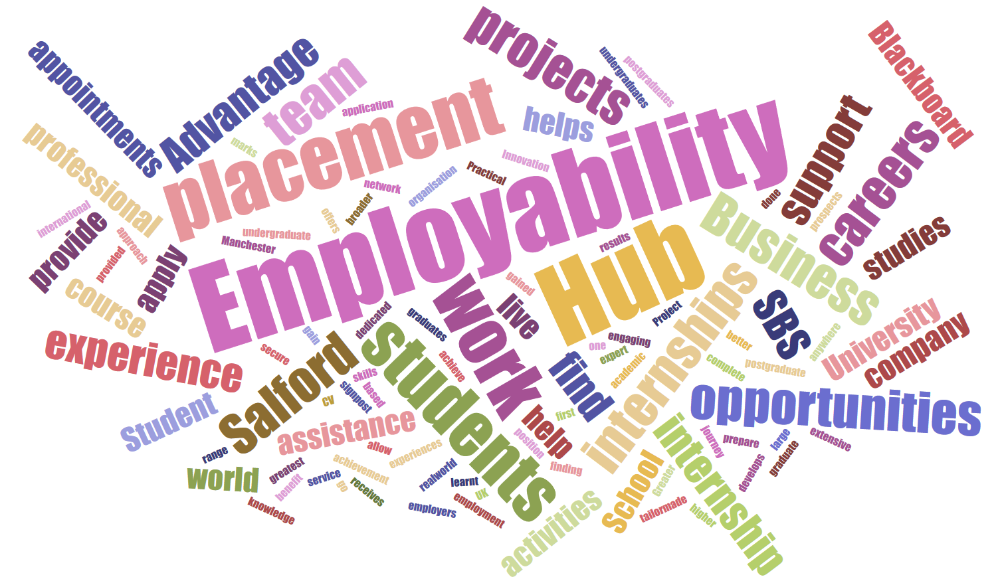 appointments
Advantage
team
application
projects
undergraduates
postgraduates
Blackboard
professional
marks
placement
helps
support
careers
international
provide
provided
approach
apply
course
undergraduate
Manchester
offers
broader
network
organisation
Practical
Innovation
Employability
results
done
prospects
Business
studies
Hub
work
live
gained
Project
internships
SBS
University
company
anywhere
experience
secure
gain
dedicated
graduates
Salford
students
skills
based
signpost
cv
achieve
find
one
engaging
expert
academic
better
complete
postgraduate
opportunities
Student
assistance
range
allow
world
greatest
benefit
service
achievement
go
experiences
receives
knowledge
realworld
learnt
UK
employers
employment
help
first
position
finding
activities
School
Greater
tailormade
higher
internship
journey
prepare
develops
large
graduate
extensive